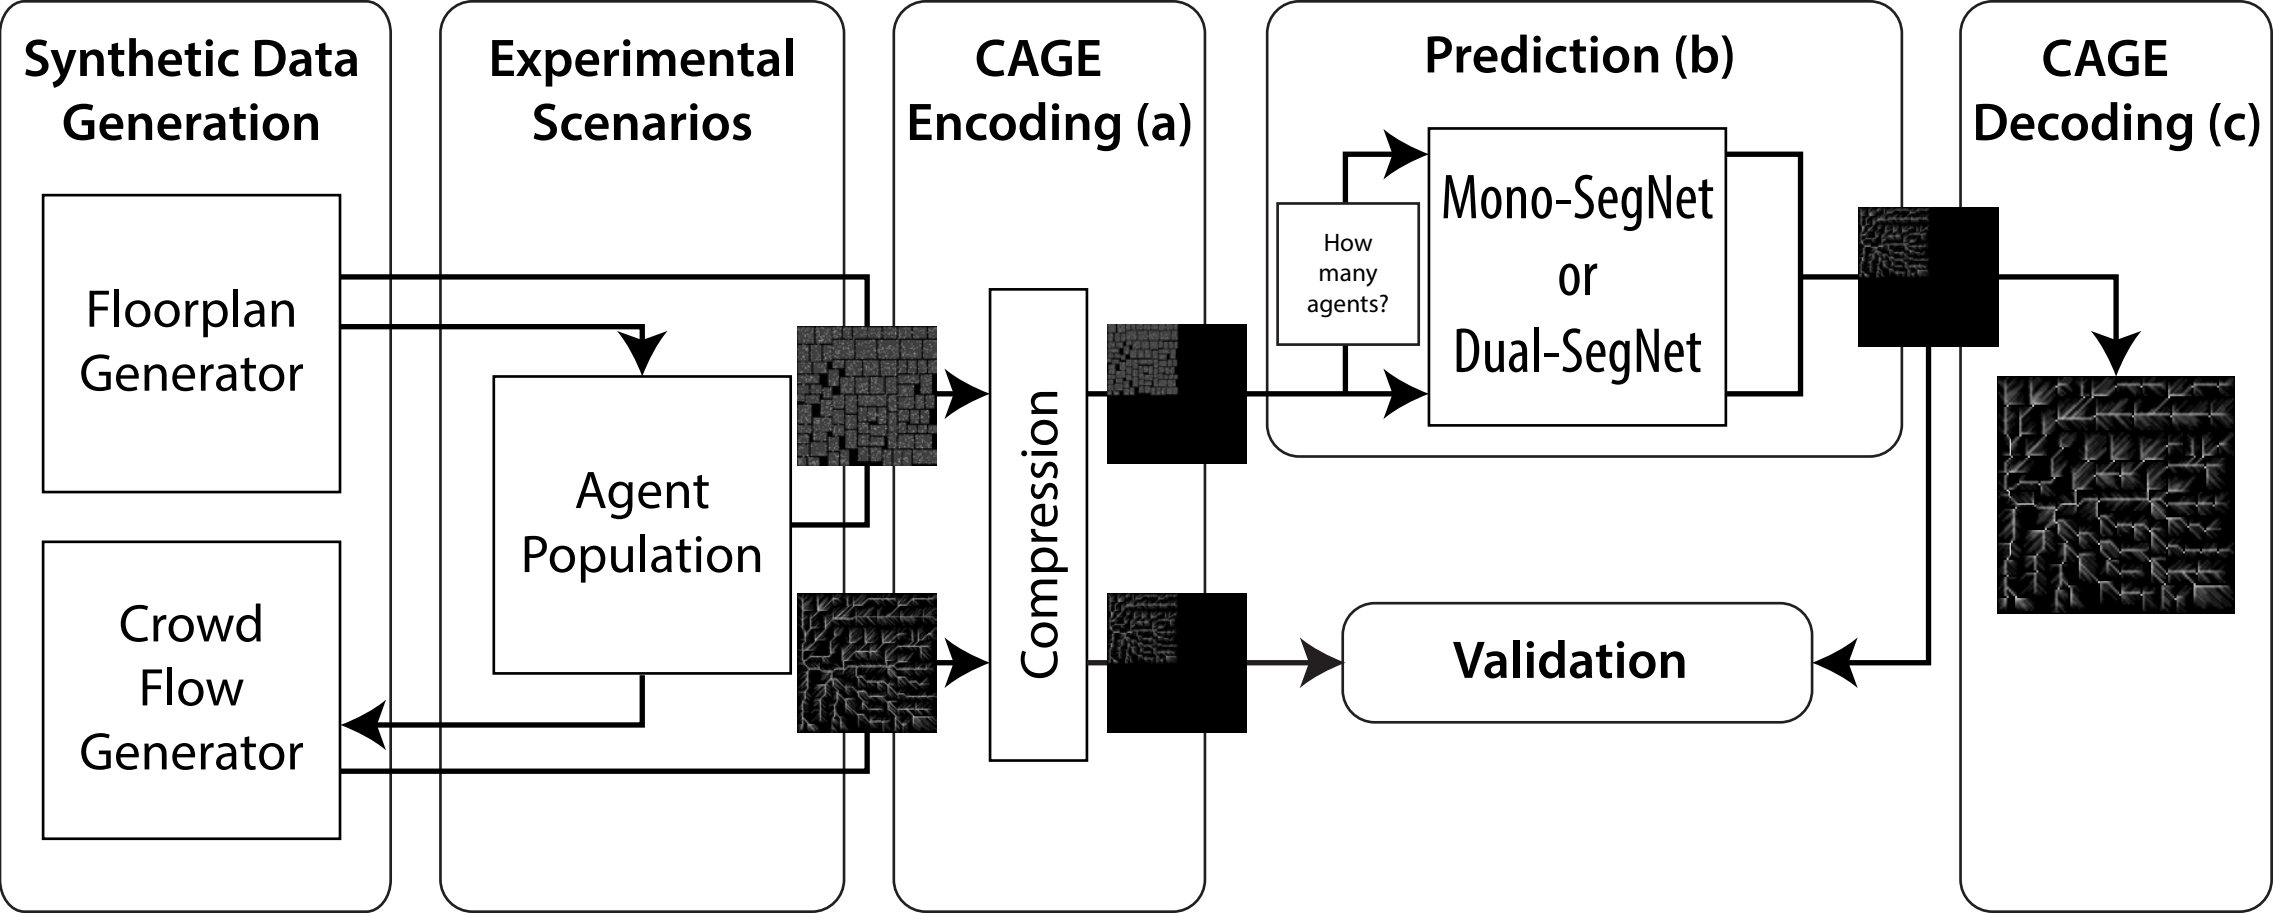 Synthetic Data
Generation
Floorplan
Generator
Crowd
Flow
Generator
Experimental
Scenarios
Agent
Population
CAGE
Encoding (a)
Compression
Prediction (b)
How
many
agents?
Mono-SegNet
or
Dual-SegNet
Validation
CAGE
Decoding (c)